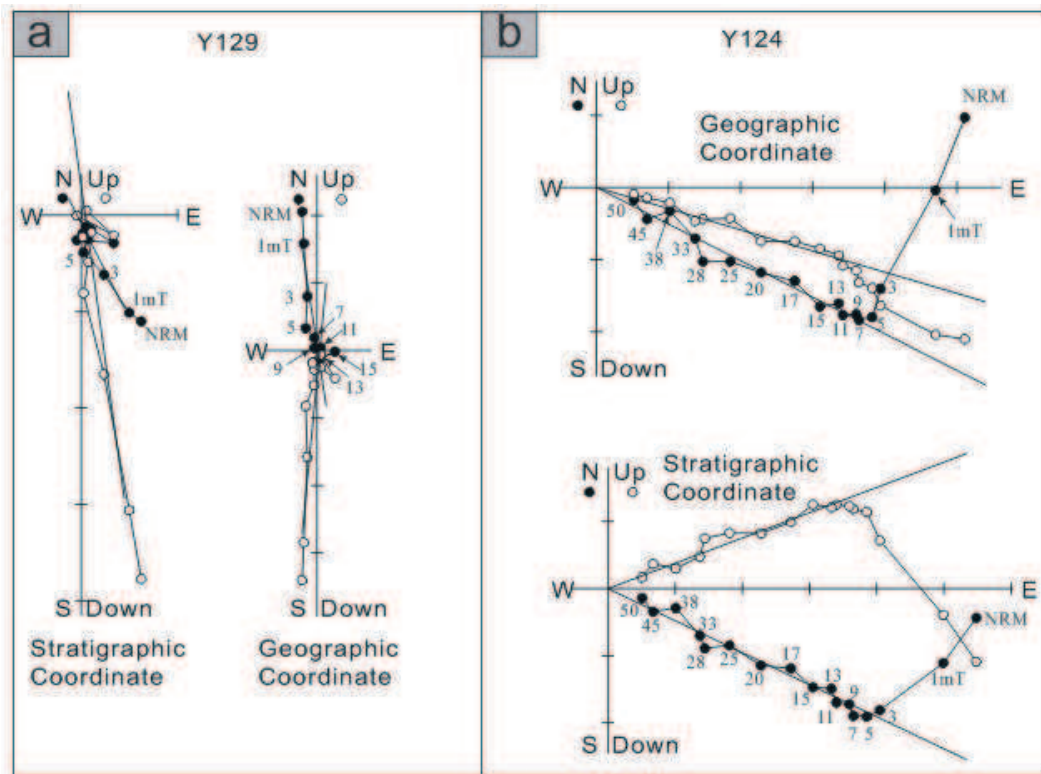 a
Y129
N Up
W E
5
3
1mT
NRM
S Down
Stratigraphic
Coordinate
N Up
NRM
1mT
3
5
7
11
W E
9
15
13
S Down
Geographic
Coordinate
b
Y124
N Up
NRM
Geographic
Coordinate
W E
50
1mT
45
38
33
28
25
20
17
13
3
15
11
9
7
5
S Down
N Up
Stratigraphic
Coordinate
W E
50
45
38
33
28
25
20
17
15
13
11
9
7
5
3
1mT
NRM
S Down